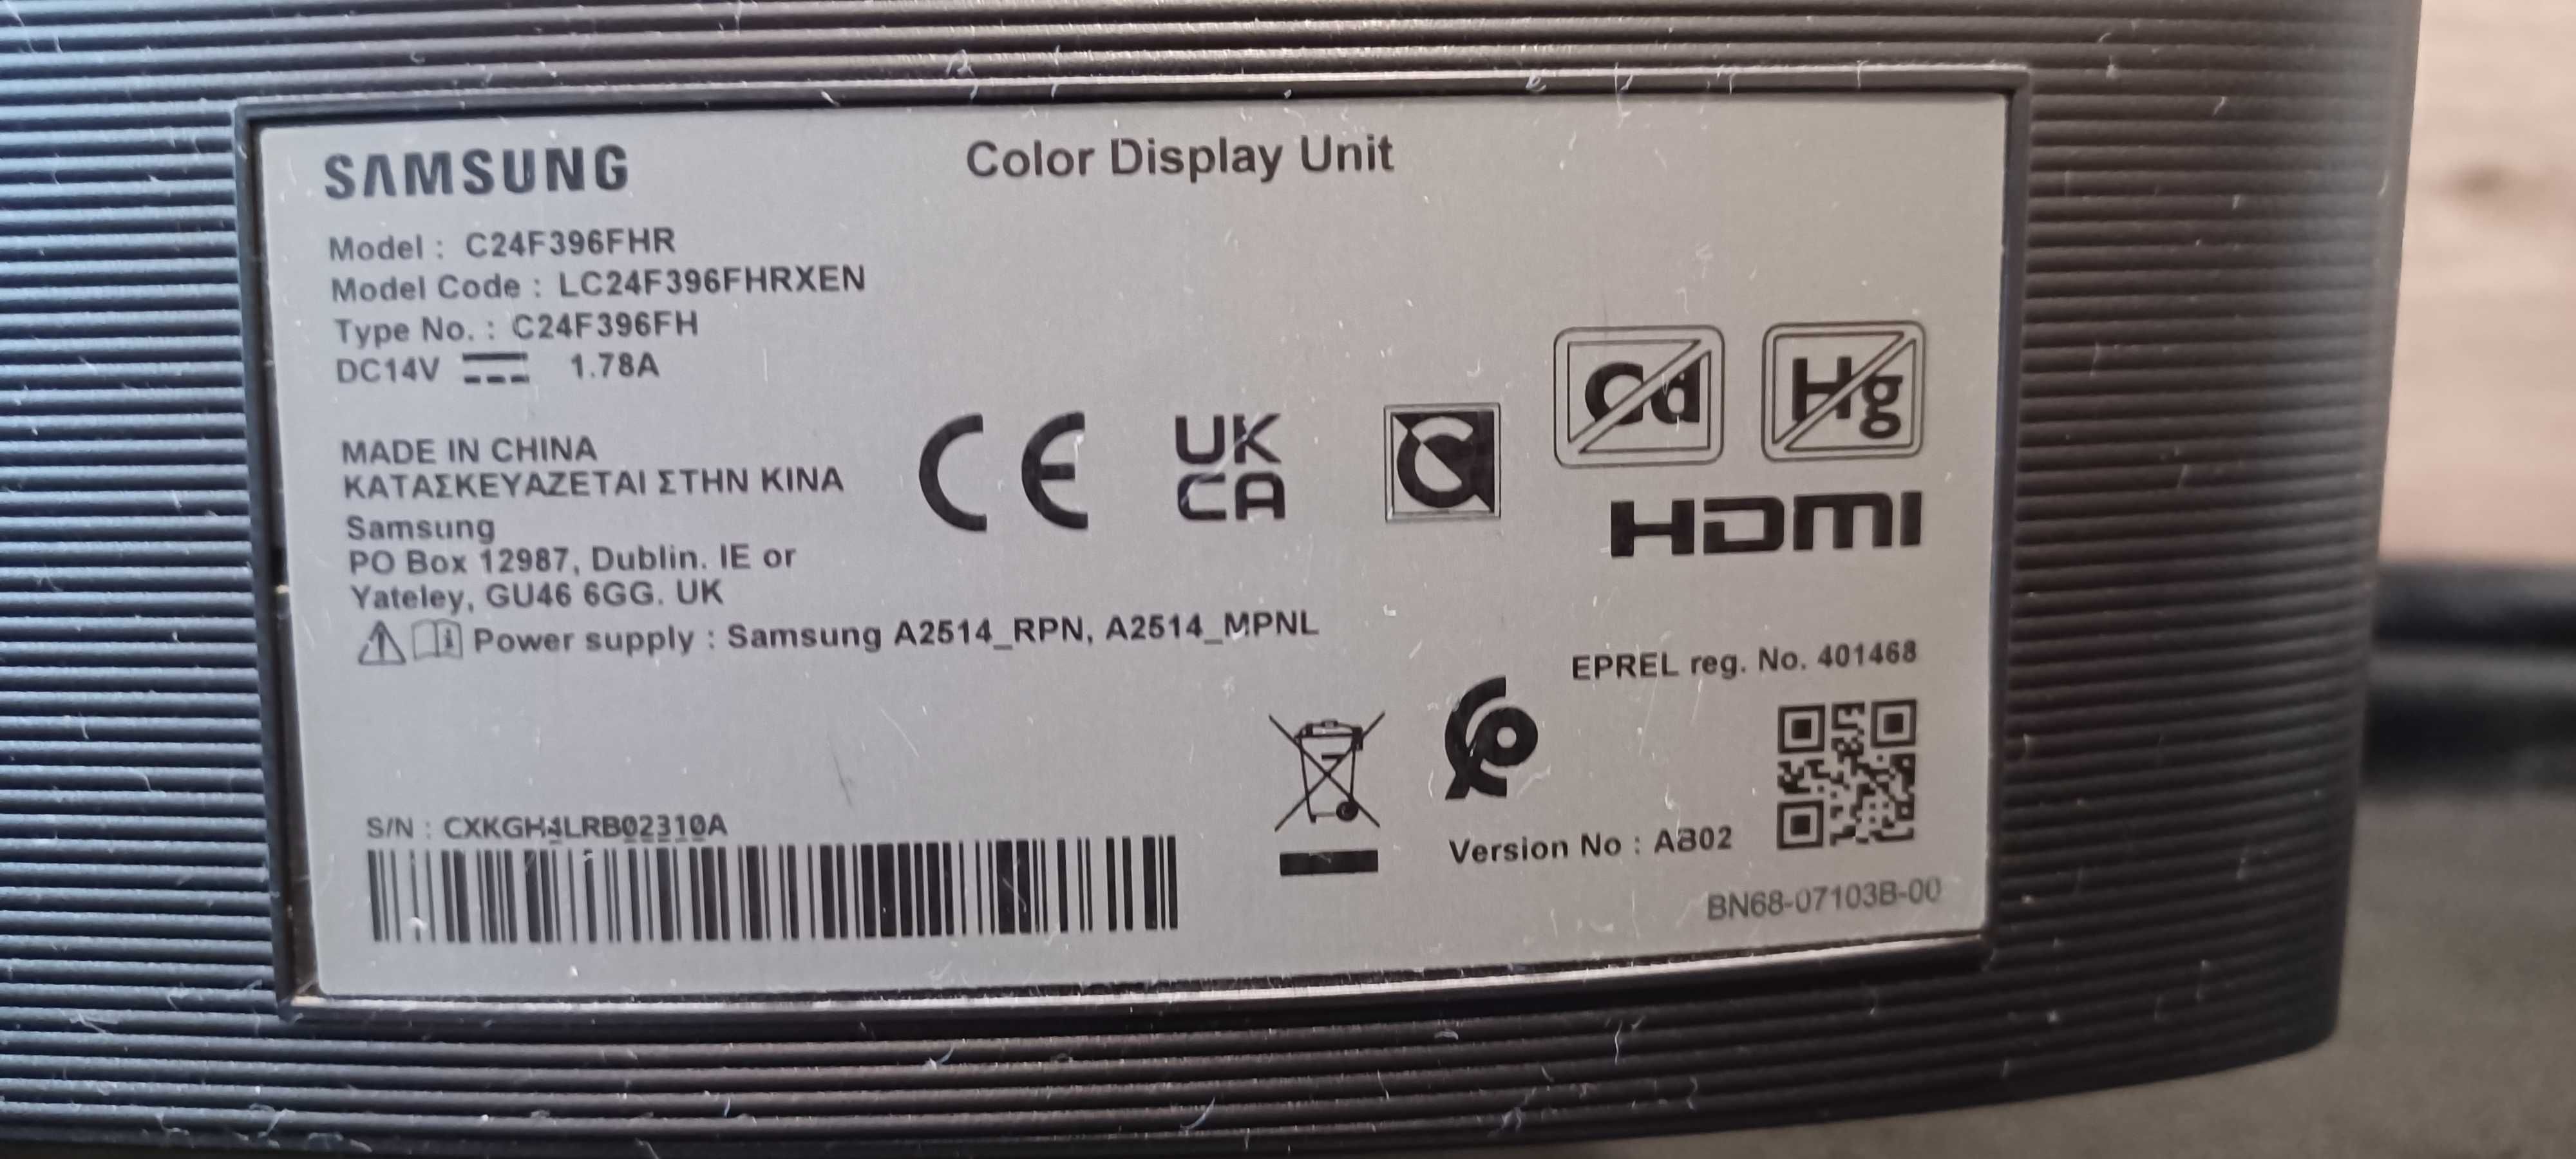 SAMSUNG
Color Display Unit
Model : C24F396FHR
Model Code : LC24F396FHRXEN
Type No. : C24F396FH
DC14V 1.78A
MADE IN CHINA
ΚΑΤΑΣΚΕΥΑΖΕΤΑΙ ΣΤΗΝ ΚΙΝΑ
Samsung
PO Box 12987, Dublin. IE or
Yateley, GU46 6GG. UK
Power supply : Samsung A2514_RPN, A2514_MPNL
CE
UK
CA
Cd
Hg
HDMI
EPREL reg. No. 401468
S/N : CXKGH4LRB02310A
Version No : AB02
BN68-07103B-00